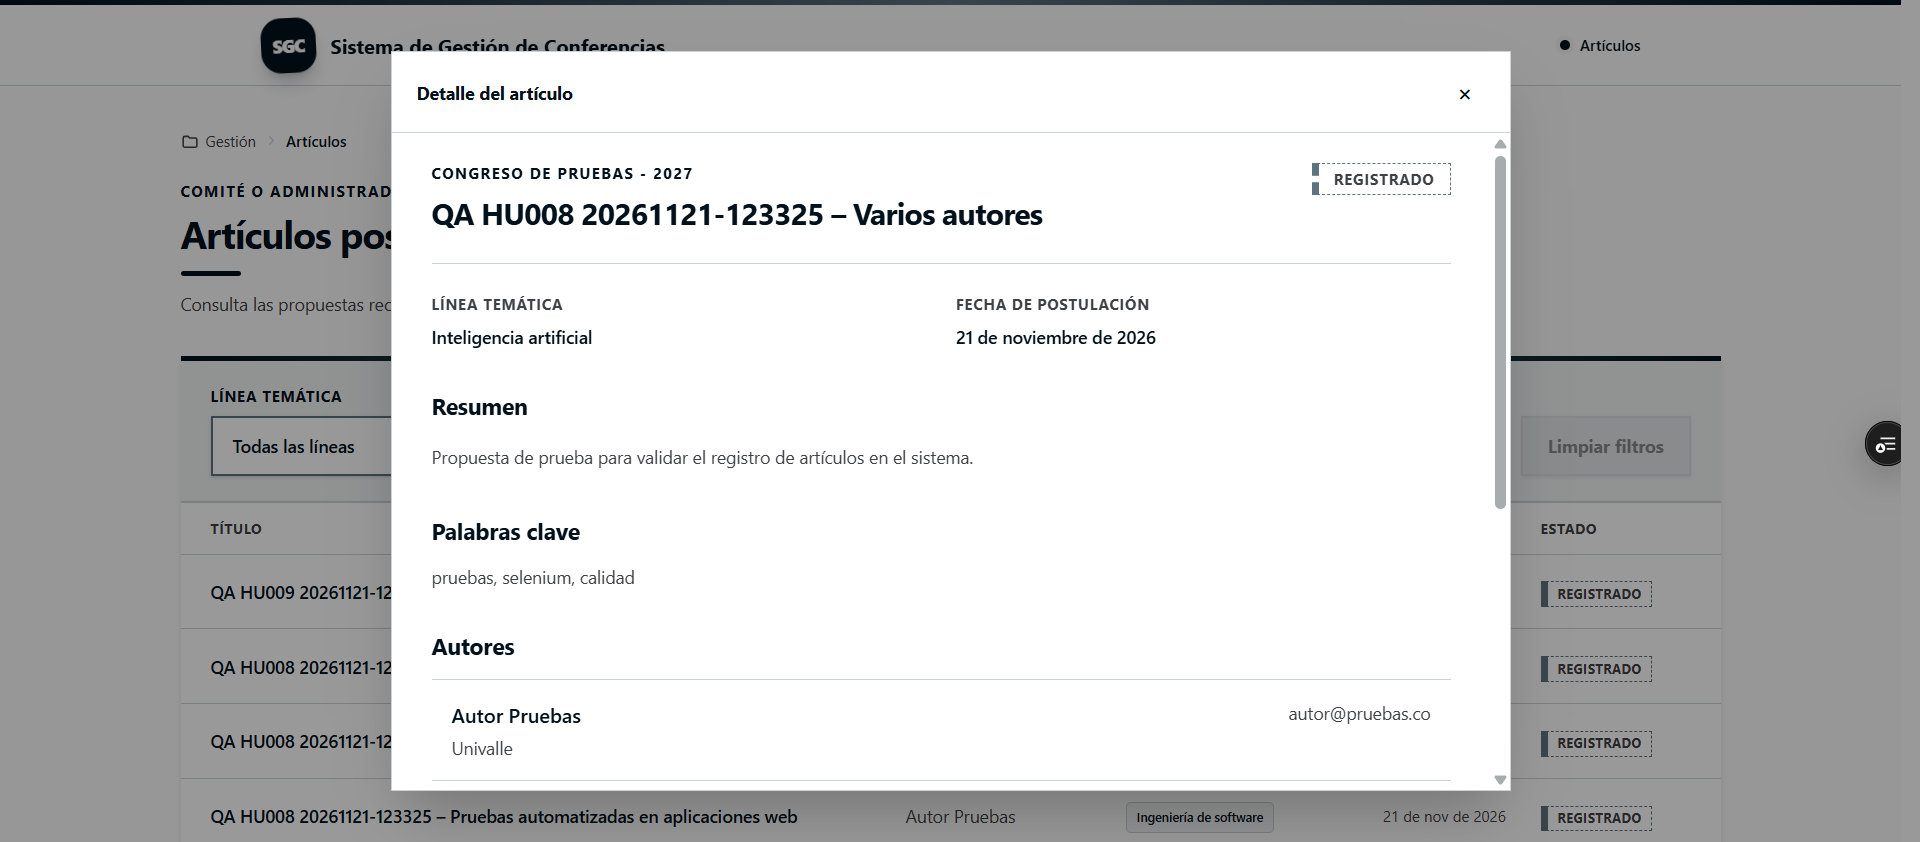 SGC
Sistema de Gestión de Conferencias
Artículos
Detalle del artículo
×
Gestión > Artículos
COMITÉ O ADMINISTRAD
Artículos pos
Consulta las propuestas rec
CONGRESO DE PRUEBAS - 2027
REGISTRADO
QA HU008 20261121-123325 – Varios autores
LÍNEA TEMÁTICA
Inteligencia artificial
FECHA DE POSTULACIÓN
21 de noviembre de 2026
Resumen
Propuesta de prueba para validar el registro de artículos en el sistema.
Palabras clave
pruebas, selenium, calidad
Autores
Autor Pruebas
autor@pruebas.co
Univalle
LÍNEA TEMÁTICA
Todas las líneas
Limpiar filtros
TÍTULO
ESTADO
QA HU009 20261121-12
REGISTRADO
QA HU008 20261121-12
REGISTRADO
QA HU008 20261121-12
REGISTRADO
QA HU008 20261121-123325 – Pruebas automatizadas en aplicaciones web
Autor Pruebas
Ingeniería de software
21 de nov de 2026
REGISTRADO